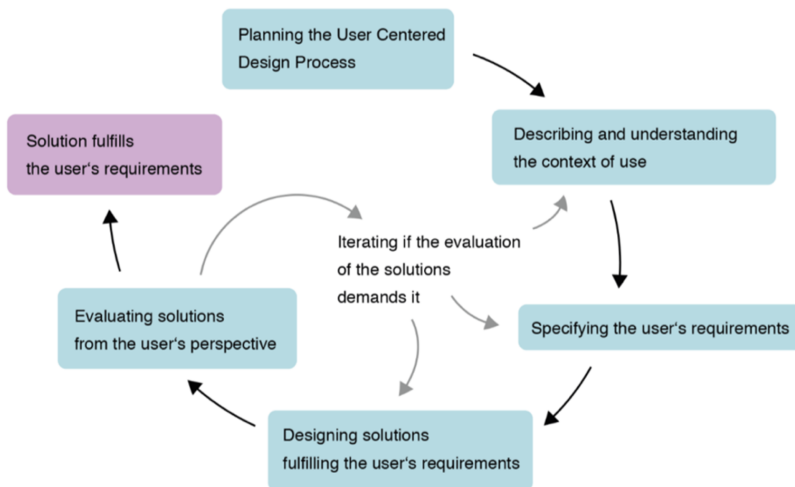 Planning the User Centered
Design Process
Describing and understanding
the context of use
Solution fulfills
the user‘s requirements
Iterating if the evaluation
of the solutions
demands it
Evaluating solutions
from the user‘s perspective
Specifying the user‘s requirements
Designing solutions
fulfilling the user‘s requirements